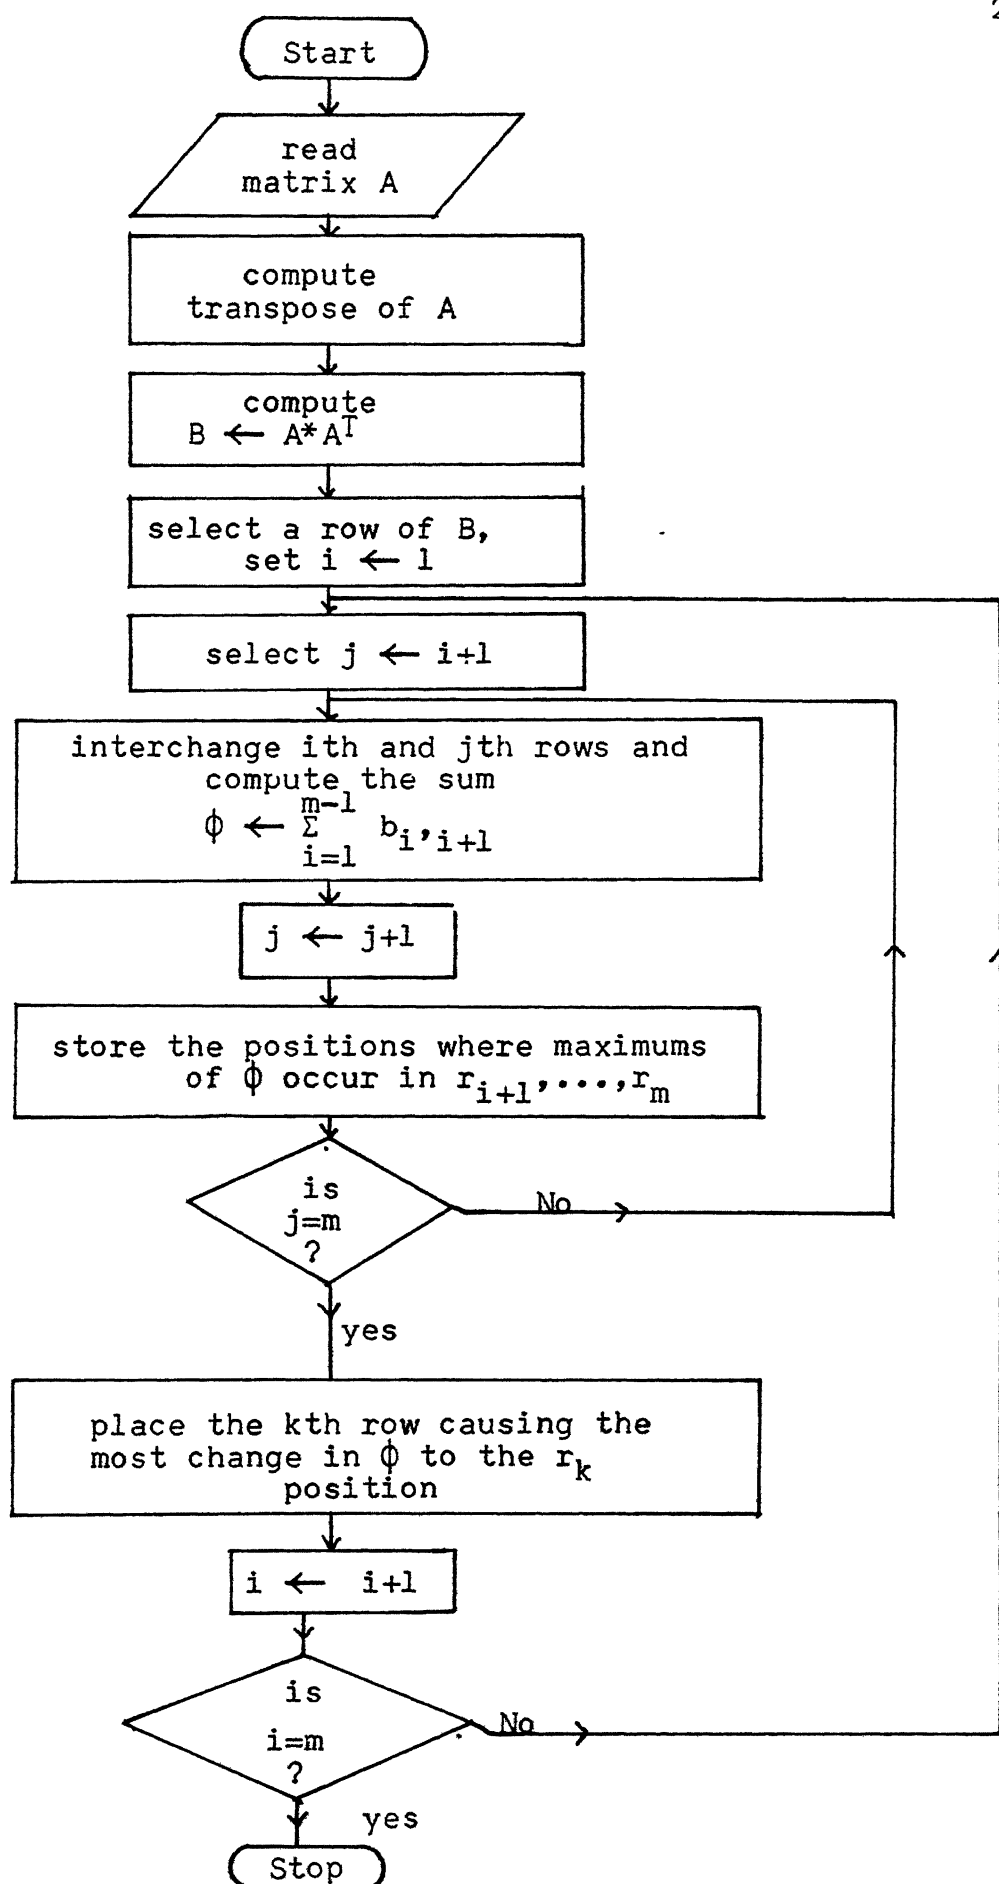 2
Start
read
matrix A
compute
transpose of A
compute
B ← A*Aᵀ
select a row of B,
set i ← 1
select j ← i+1
interchange ith and jth rows and
compute the sum
m-1
ϕ ← Σ b_i,_{i+1}
i=1
j ← j+1
store the positions where maximums
of ϕ occur in r_{i+1},....,r_m
is
j=m
?
No
yes
place the kth row causing the
most change in ϕ to the r_k
position
i ← i+1
is
i=m
?
No
yes
Stop